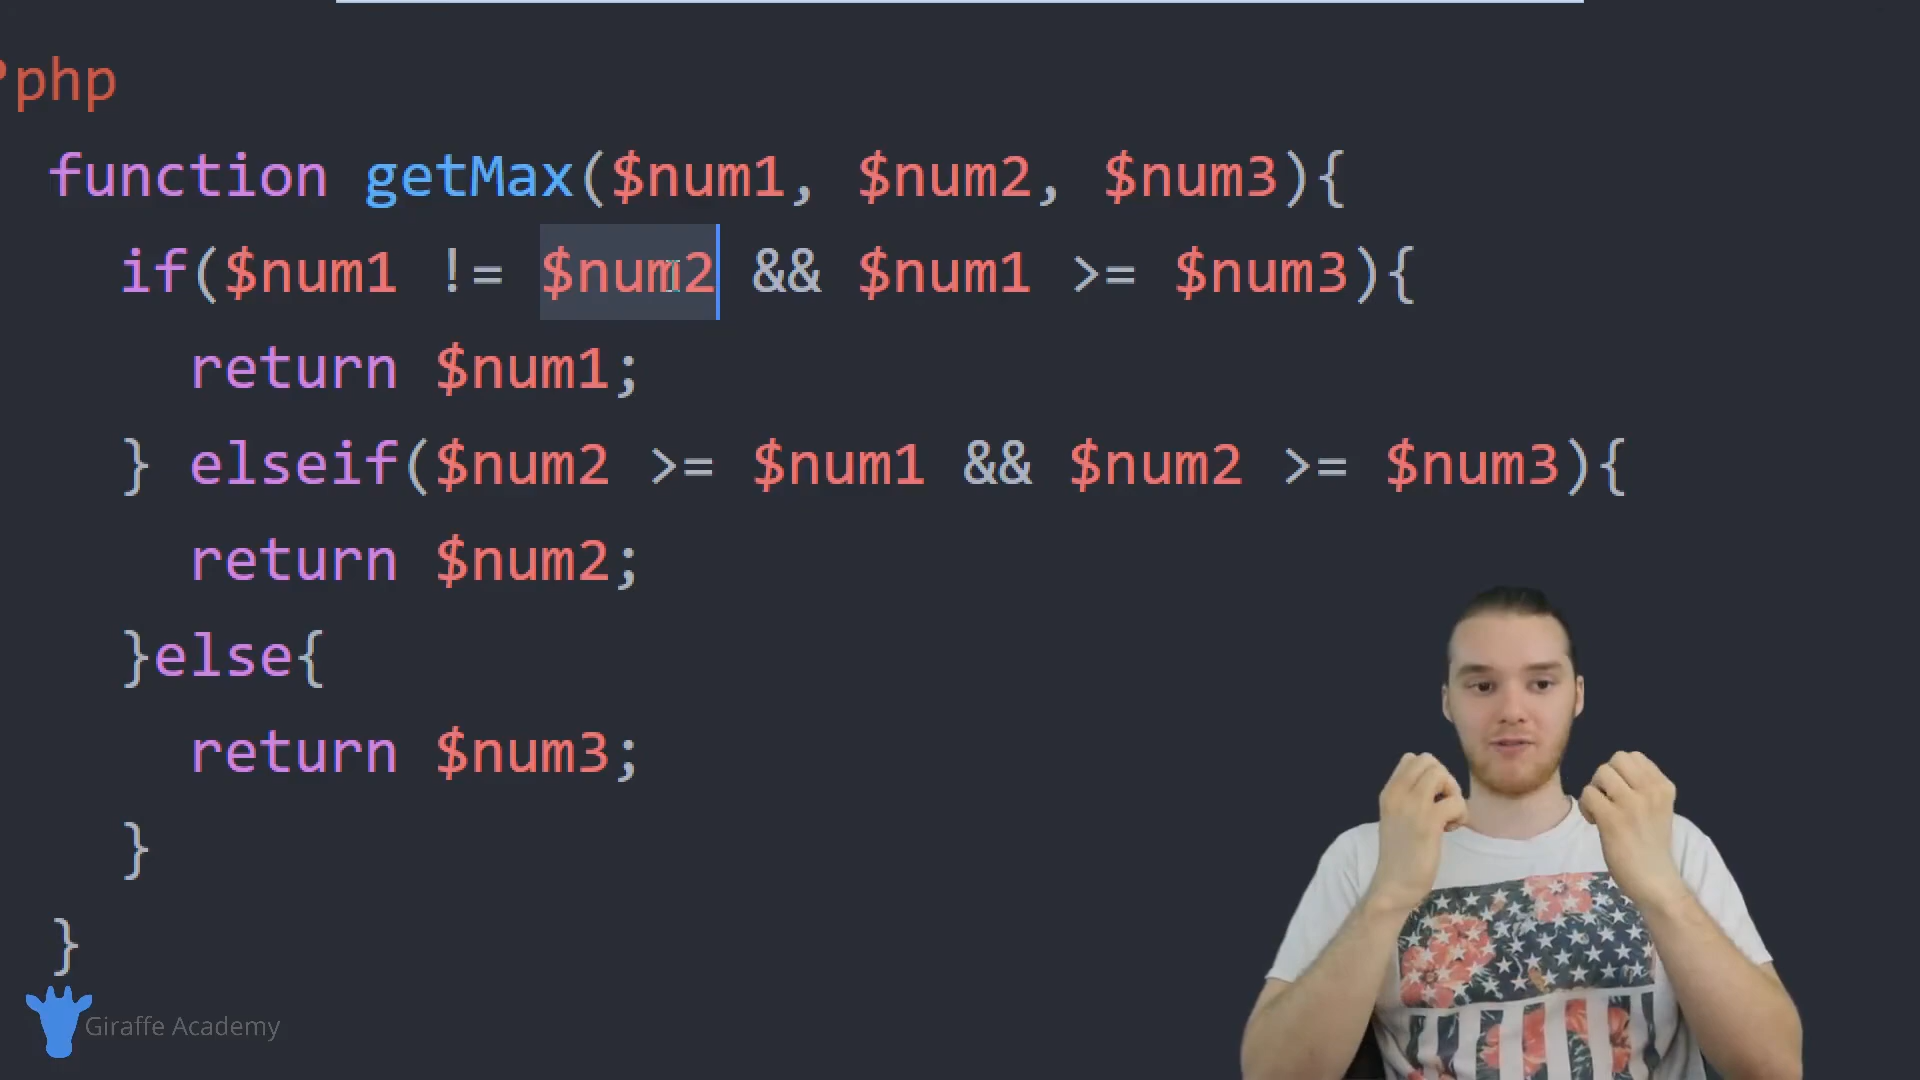 ?php
function getMax($num1, $num2, $num3){
if($num1 != $num2 && $num1 >= $num3){
return $num1;
} elseif($num2 >= $num1 && $num2 >= $num3){
return $num2;
}else{
return $num3;
}
}
Giraffe Academy